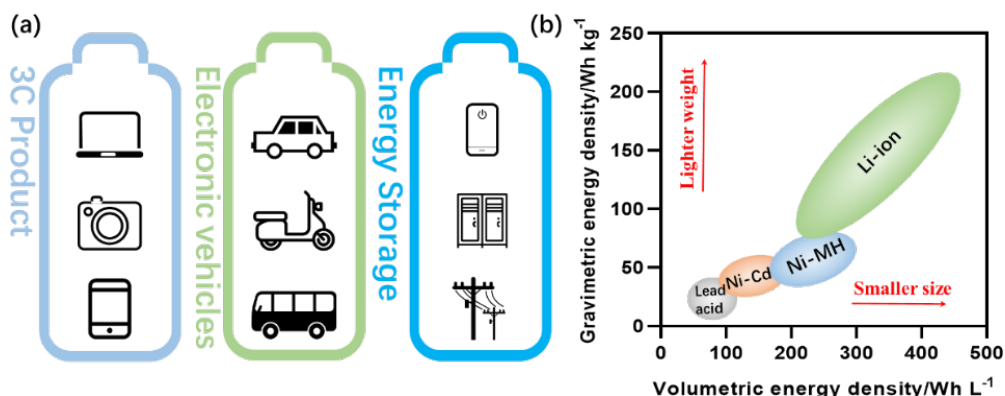 (a)
3C Product
Electronic vehicles
Energy Storage
(b)
Gravimetric energy density/Wh kg⁻¹
250
200
150
100
50
0
Lighter weight
Li-ion
Ni-MH
Ni-Cd
Lead
acid
Smaller size
0 100 200 300 400 500
Volumetric energy density/Wh L⁻¹